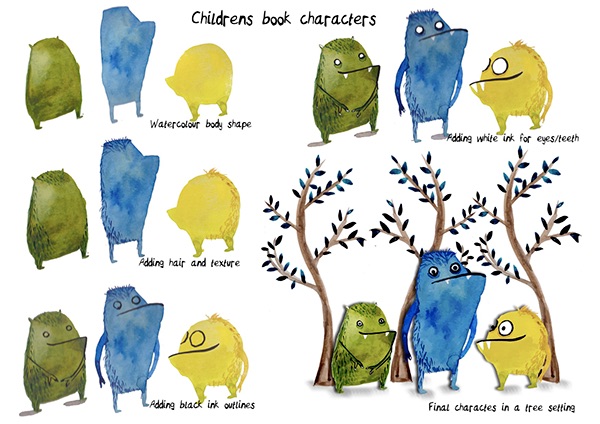 Childrens book characters
Watercolour body shape
Adding hair and texture
Adding black ink outlines
Adding white ink for eyes/teeth
Final charactes in a tree setting